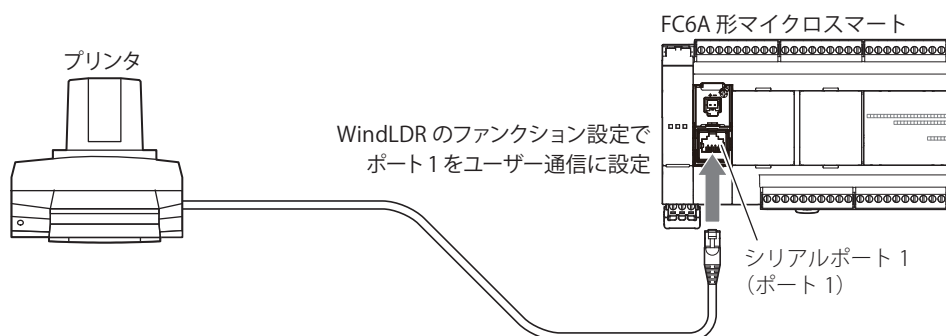 FC6A 形マイクロスマート
プリンタ
WindLDR のファンクション設定で
ポート 1 をユーザー通信に設定
シリアルポート 1
（ポート 1）